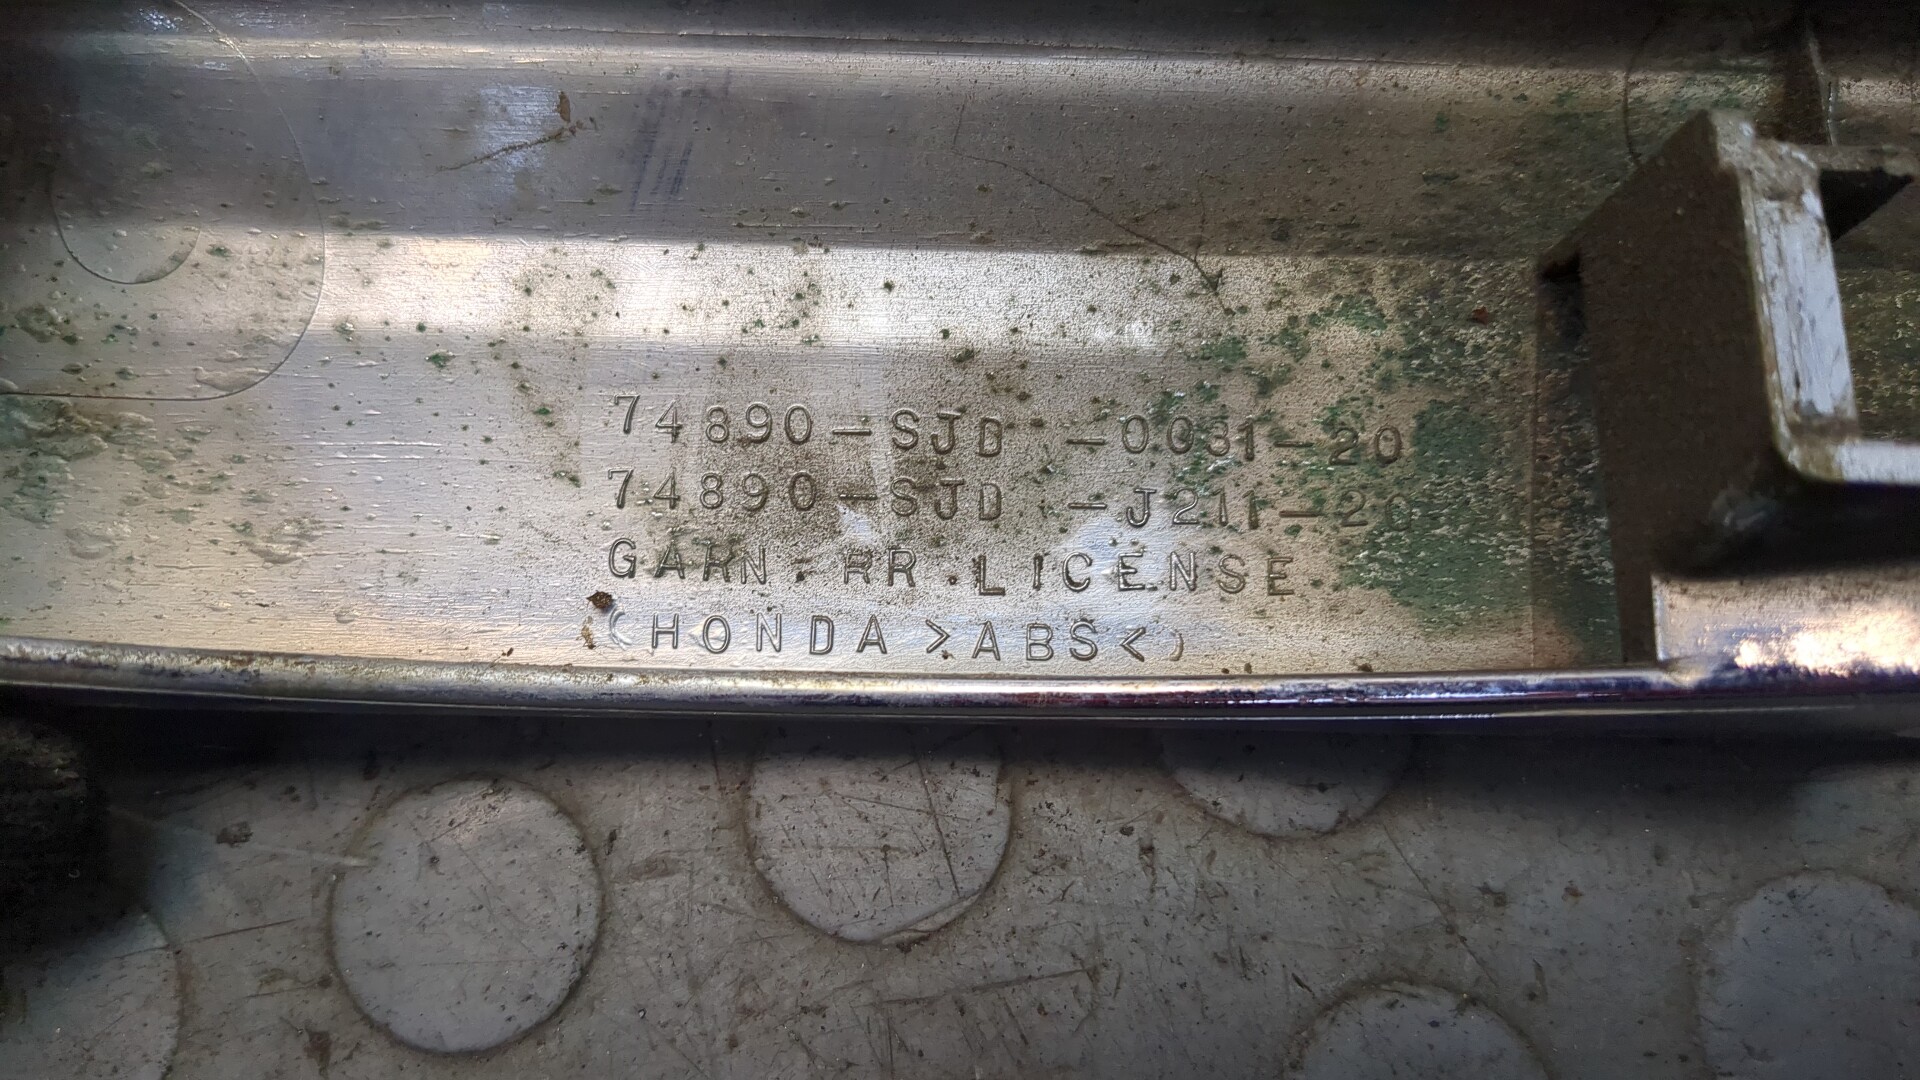 74890-SJD -0031-20
74890-SJD -J211-20
GARN-RR.LICENSE
(HONDA >ABS<)